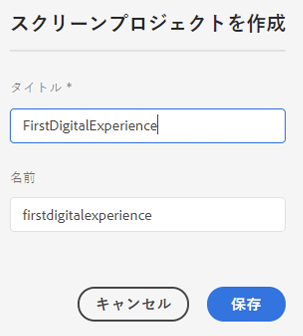 スクリーンプロジェクトを作成
タイトル *
FirstDigitalExperience
名前
firstdigitalexperience
キャンセル
保存